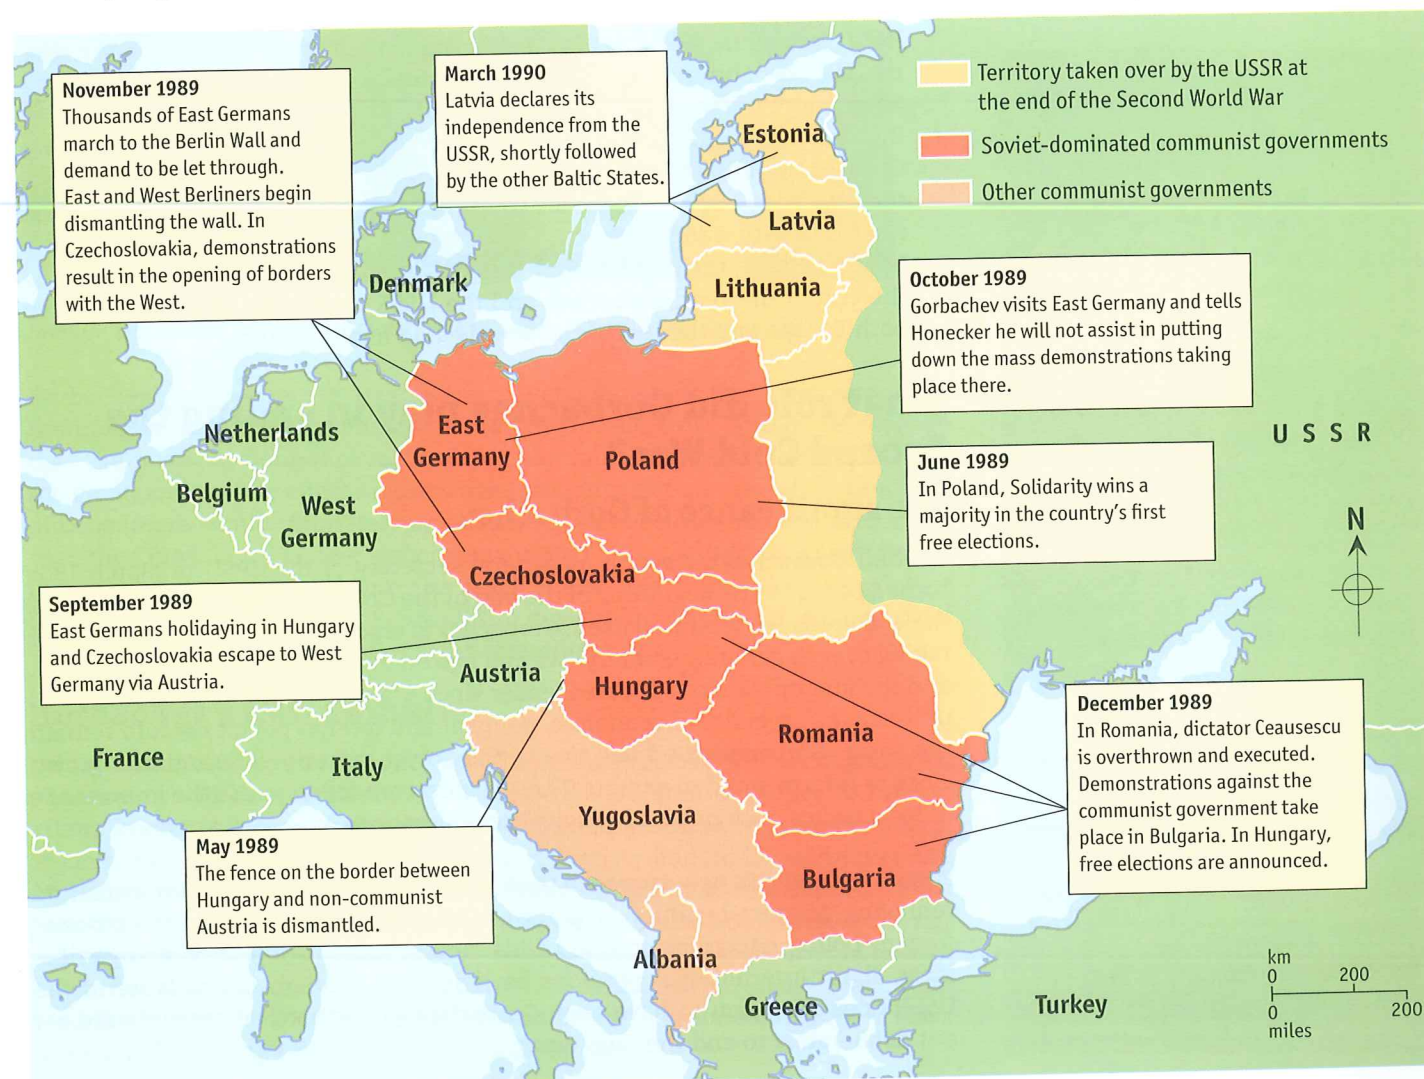 November 1989
Thousands of East Germans
march to the Berlin Wall and
demand to be let through.
East and West Berliners begin
dismantling the wall. In
Czechoslovakia, demonstrations
result in the opening of borders
with the West.
March 1990
Latvia declares its
independence from the
USSR, shortly followed
by the other Baltic States.
Territory taken over by the USSR at
the end of the Second World War
Soviet-dominated communist governments
Other communist governments
Estonia
Latvia
Lithuania
Denmark
October 1989
Gorbachev visits East Germany and tells
Honecker he will not assist in putting
down the mass demonstrations taking
place there.
USSR
Netherlands
Belgium
West
Germany
East
Germany
Poland
June 1989
In Poland, Solidarity wins a
majority in the country's first
free elections.
N
Czechoslovakia
September 1989
East Germans holidaying in Hungary
and Czechoslovakia escape to West
Germany via Austria.
Austria
Hungary
Romania
December 1989
In Romania, dictator Ceausescu
is overthrown and executed.
Demonstrations against the
communist government take
place in Bulgaria. In Hungary,
free elections are announced.
France
Italy
Yugoslavia
Bulgaria
May 1989
The fence on the border between
Hungary and non-communist
Austria is dismantled.
Albania
Greece
Turkey
km
0 200
0 200
miles